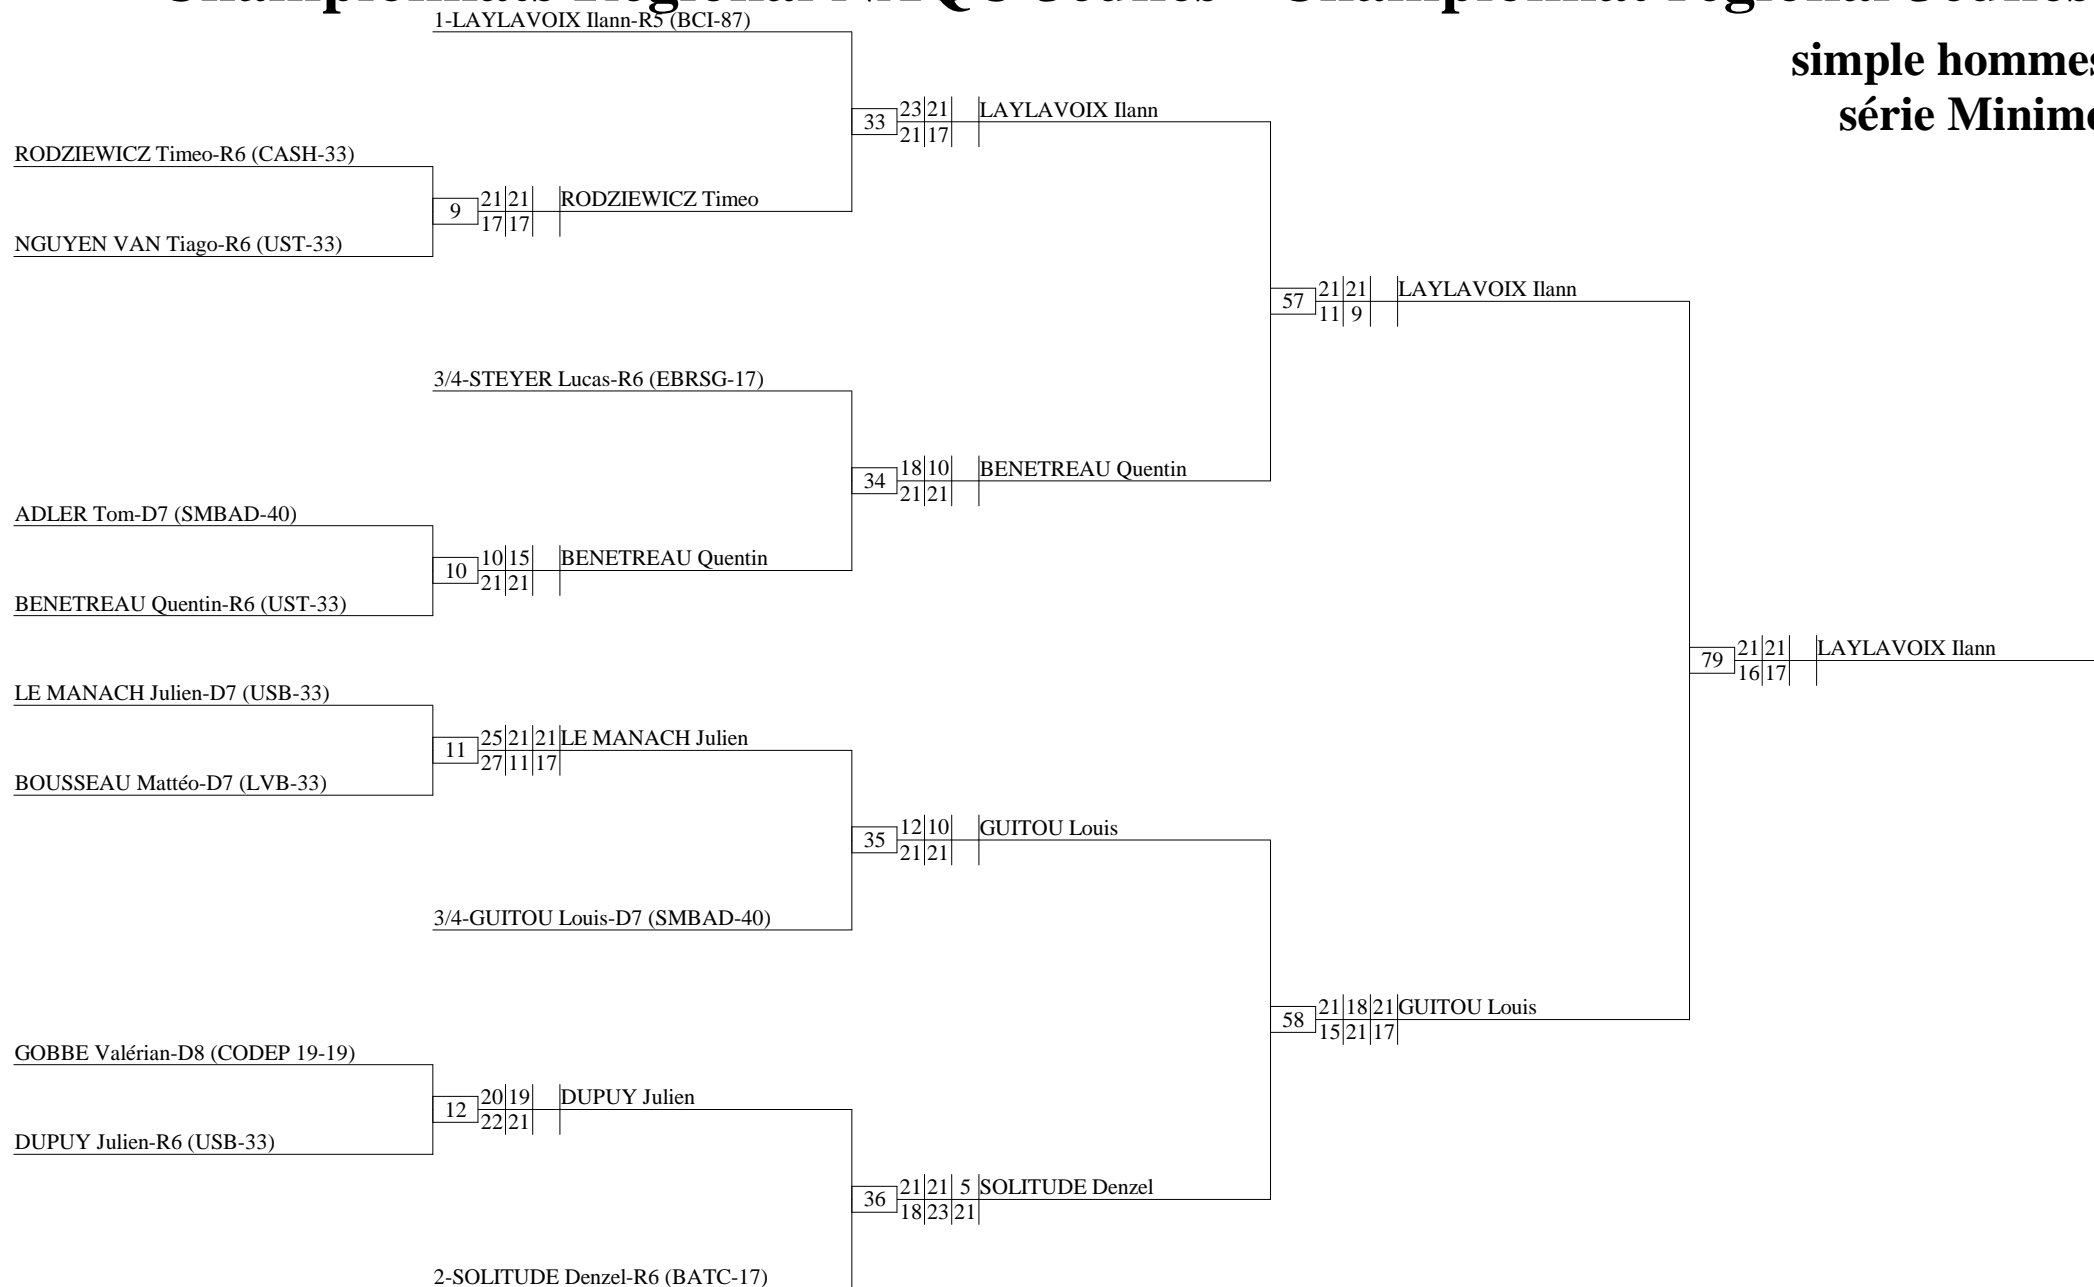 Championnats Régional NAQU Jeunes - Championnat régional Jeunes
simple hommes
série Minime
1-LAYLAVOIX Ilann-R5 (BCI-87)
33 23 21 LAYLAVOIX Ilann
21 17
RODZIEWICZ Timeo-R6 (CASH-33)
9 21 21 RODZIEWICZ Timeo
17 17
NGUYEN VAN Tiago-R6 (UST-33)
57 21 21 LAYLAVOIX Ilann
11 9
3/4-STEYER Lucas-R6 (EBRSG-17)
34 18 10 BENETREAU Quentin
21 21
ADLER Tom-D7 (SMBAD-40)
10 10 15 BENETREAU Quentin
21 21
BENETREAU Quentin-R6 (UST-33)
79 21 21 LAYLAVOIX Ilann
16 17
LE MANACH Julien-D7 (USB-33)
11 25 21 21 LE MANACH Julien
27 11 17
BOUSSEAU Mattéo-D7 (LVB-33)
35 12 10 GUITOU Louis
21 21
3/4-GUITOU Louis-D7 (SMBAD-40)
58 21 18 21 GUITOU Louis
15 21 17
GOBBE Valérian-D8 (CODEP 19-19)
12 20 19 DUPUY Julien
22 21
DUPUY Julien-R6 (USB-33)
36 21 21 5 SOLITUDE Denzel
18 23 21
2-SOLITUDE Denzel-R6 (BATC-17)